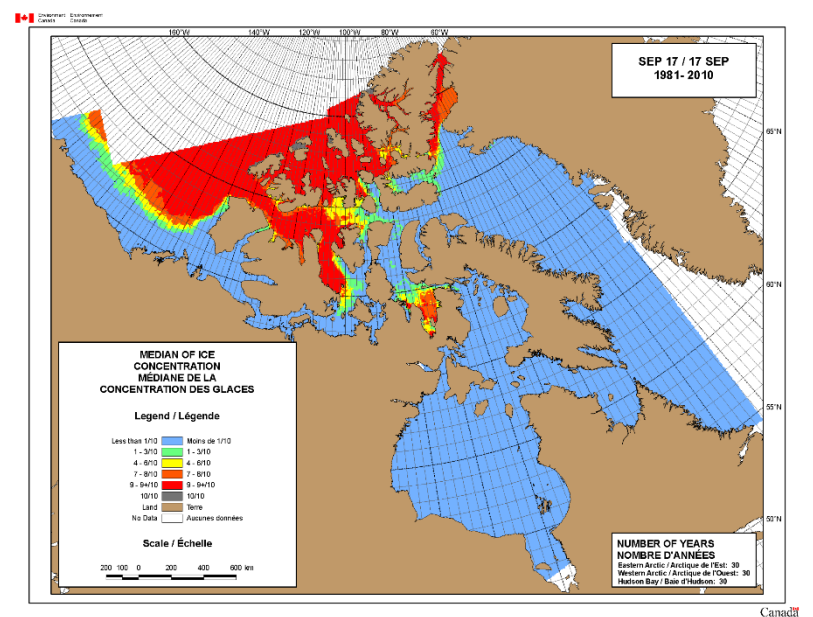 Environment Environnement
Canada Canada
160°W 140°W 120°W 100°W 80°W 60°W
SEP 17 / 17 SEP
1981- 2010
65°N
60°N
55°N
50°N
MEDIAN OF ICE
CONCENTRATION
MÉDIANE DE LA
CONCENTRATION DES GLACES
Legend / Légende
Less than 1/10 Moins de 1/10
1 - 3/10 1 - 3/10
4 - 6/10 4 - 6/10
7 - 8/10 7 - 8/10
9 - 9+/10 9 - 9+/10
10/10 10/10
Land Terre
No Data Aucunes données
Scale / Échelle
200 100 0 200 400 600 km
NUMBER OF YEARS
NOMBRE D'ANNÉES
Eastern Arctic / Arctique de l'Est: 30
Western Arctic / Arctique de l'Ouest: 30
Hudson Bay / Baie d'Hudson: 30
Canada